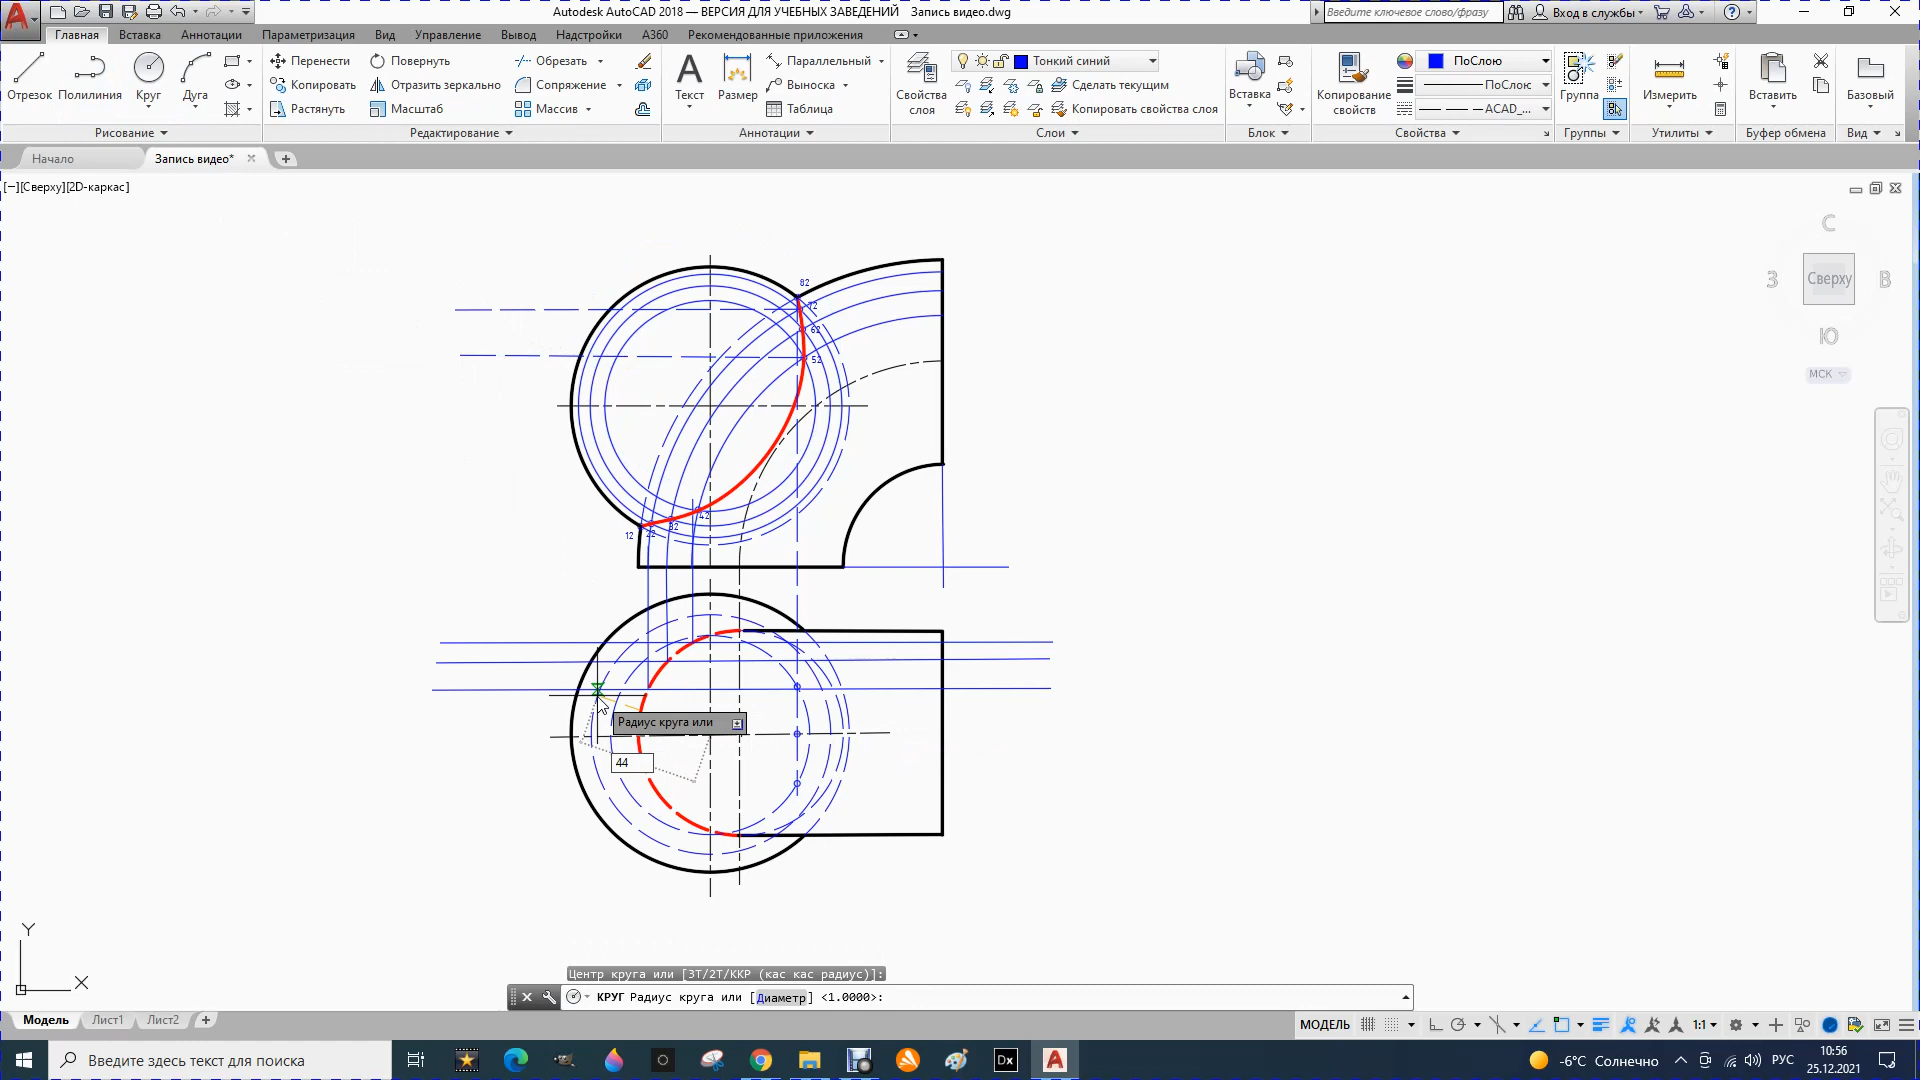 Autodesk AutoCAD 2018 — ВЕРСИЯ ДЛЯ УЧЕБНЫХ ЗАВЕДЕНИЙ Запись видео.dwg
Введите ключевое слово/фразу
Вход в службы
Главная Вставка Аннотации Параметризация Вид Управление Вывод Надстройки A360 Рекомендованные приложения
Отрезок Полилиния Круг Дуга
Перенести Повернуть Обрезать
Копировать Отразить зеркально Сопряжение
Растянуть Масштаб Массив
Текст Размер
Параллельный
Выноска
Таблица
Свойства слоя
Тонкий синий
Сделать текущим
Копировать свойства слоя
Вставка
Копирование свойств
ПоСлою
ПоСлою
ACAD_...
Группа
Измерить
Вставить
Базовый
Рисование Редактирование Аннотации Слои Блок Свойства Группы Утилиты Буфер обмена Вид
Начало Запись видео*
[−][Сверху][2D-каркас]
С
З Сверху В
Ю
МСК
82
72
62
52
42
32
12 22
Радиус круга или
44
Y
X
Центр круга или [3Т/2Т/ККР (кас кас радиус)]:
КРУГ Радиус круга или [Диаметр] <1.0000>:
Модель Лист1 Лист2
МОДЕЛЬ 1:1
Введите здесь текст для поиска
Dx
-6°C Солнечно
РУС
10:56
25.12.2021